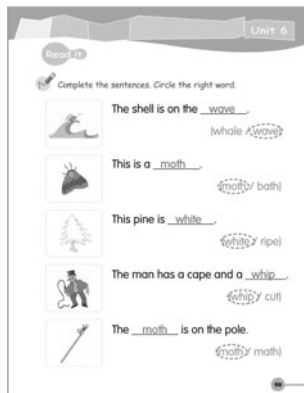 Unit 6
Read it
Complete the sentences. Circle the right word.
The shell is on the wave.
(whale / wave)
This is a moth.
(moth / bath)
This pine is white.
(white / ripe)
The man has a cape and a whip.
(whip / cut)
The moth is on the pole.
(moth / math)